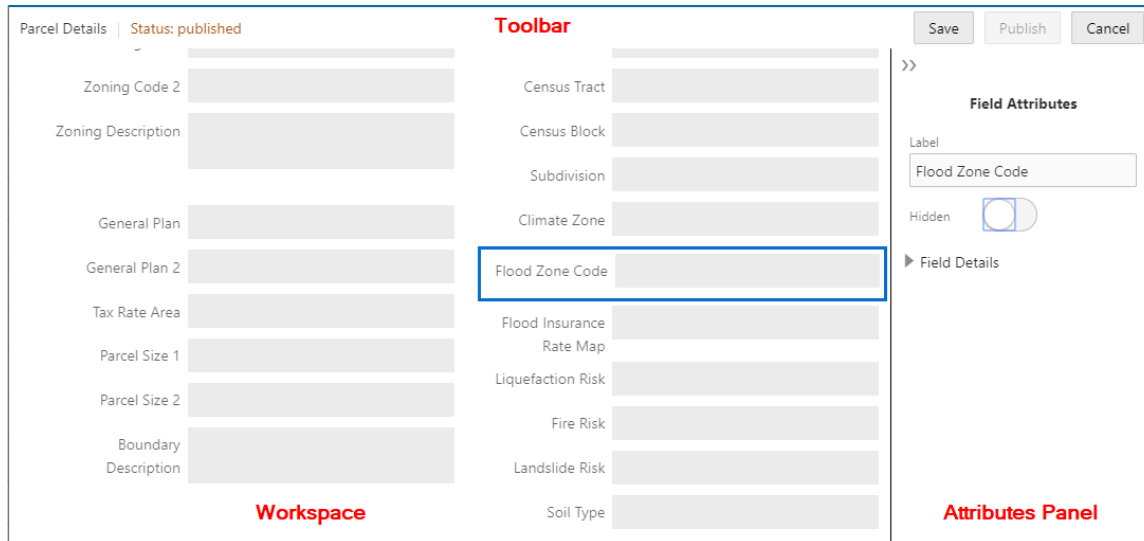 Parcel Details | Status: published
Toolbar
Save
Publish
Cancel
Zoning Code 2
Zoning Description
General Plan
General Plan 2
Tax Rate Area
Parcel Size 1
Parcel Size 2
Boundary
Description
Workspace
Census Tract
Census Block
Subdivision
Climate Zone
Flood Zone Code
Flood Insurance
Rate Map
Liquefaction Risk
Fire Risk
Landslide Risk
Soil Type
Field Attributes
Label
Flood Zone Code
Hidden
Field Details
Attributes Panel